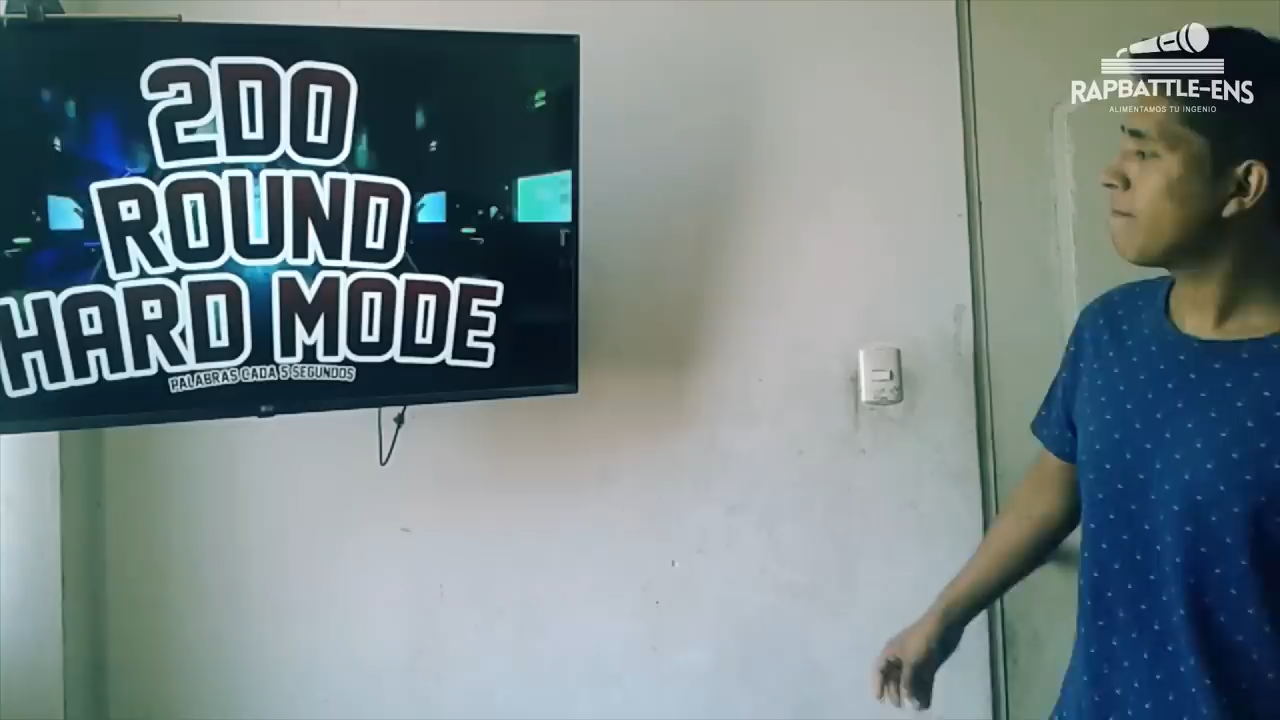 2DO
ROUND
HARD MODE
PALABRAS CADA 5 SEGUNDOS
RAPBATTLE-ENS
ALIMENTAMOS TU INGENIO